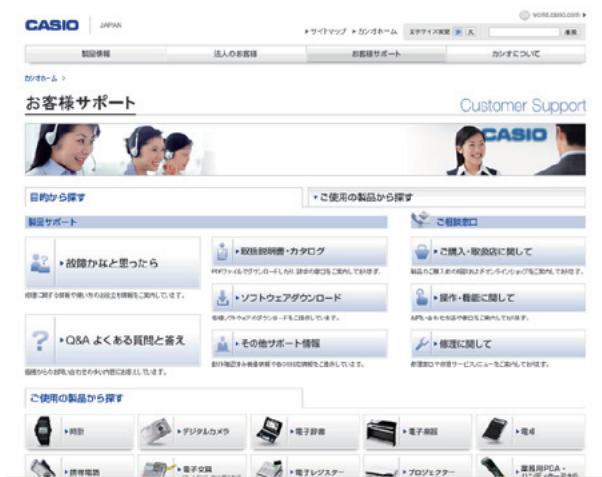 world.casio.com
CASIO JAPAN
サイトマップ カシオホーム 文字サイズ変更 大 検索
製品情報 法人のお客様 お客様サポート カシオについて
カシオホーム >
お客様サポート Customer Support
CASIO
目的から探す ご使用の製品から探す
製品サポート ご相談窓口
故障かなと思ったら
取扱説明書・カタログ
ご購入・取扱店に関して
ソフトウェアダウンロード
操作・機能に関して
Q&A よくある質問と答え
その他サポート情報
修理に関して
ご使用の製品から探す
時計 デジタルカメラ 電子辞書 電子楽器 電卓
携帯電話 電子文具 電子レジスター プロジェクター 業務用PDA・